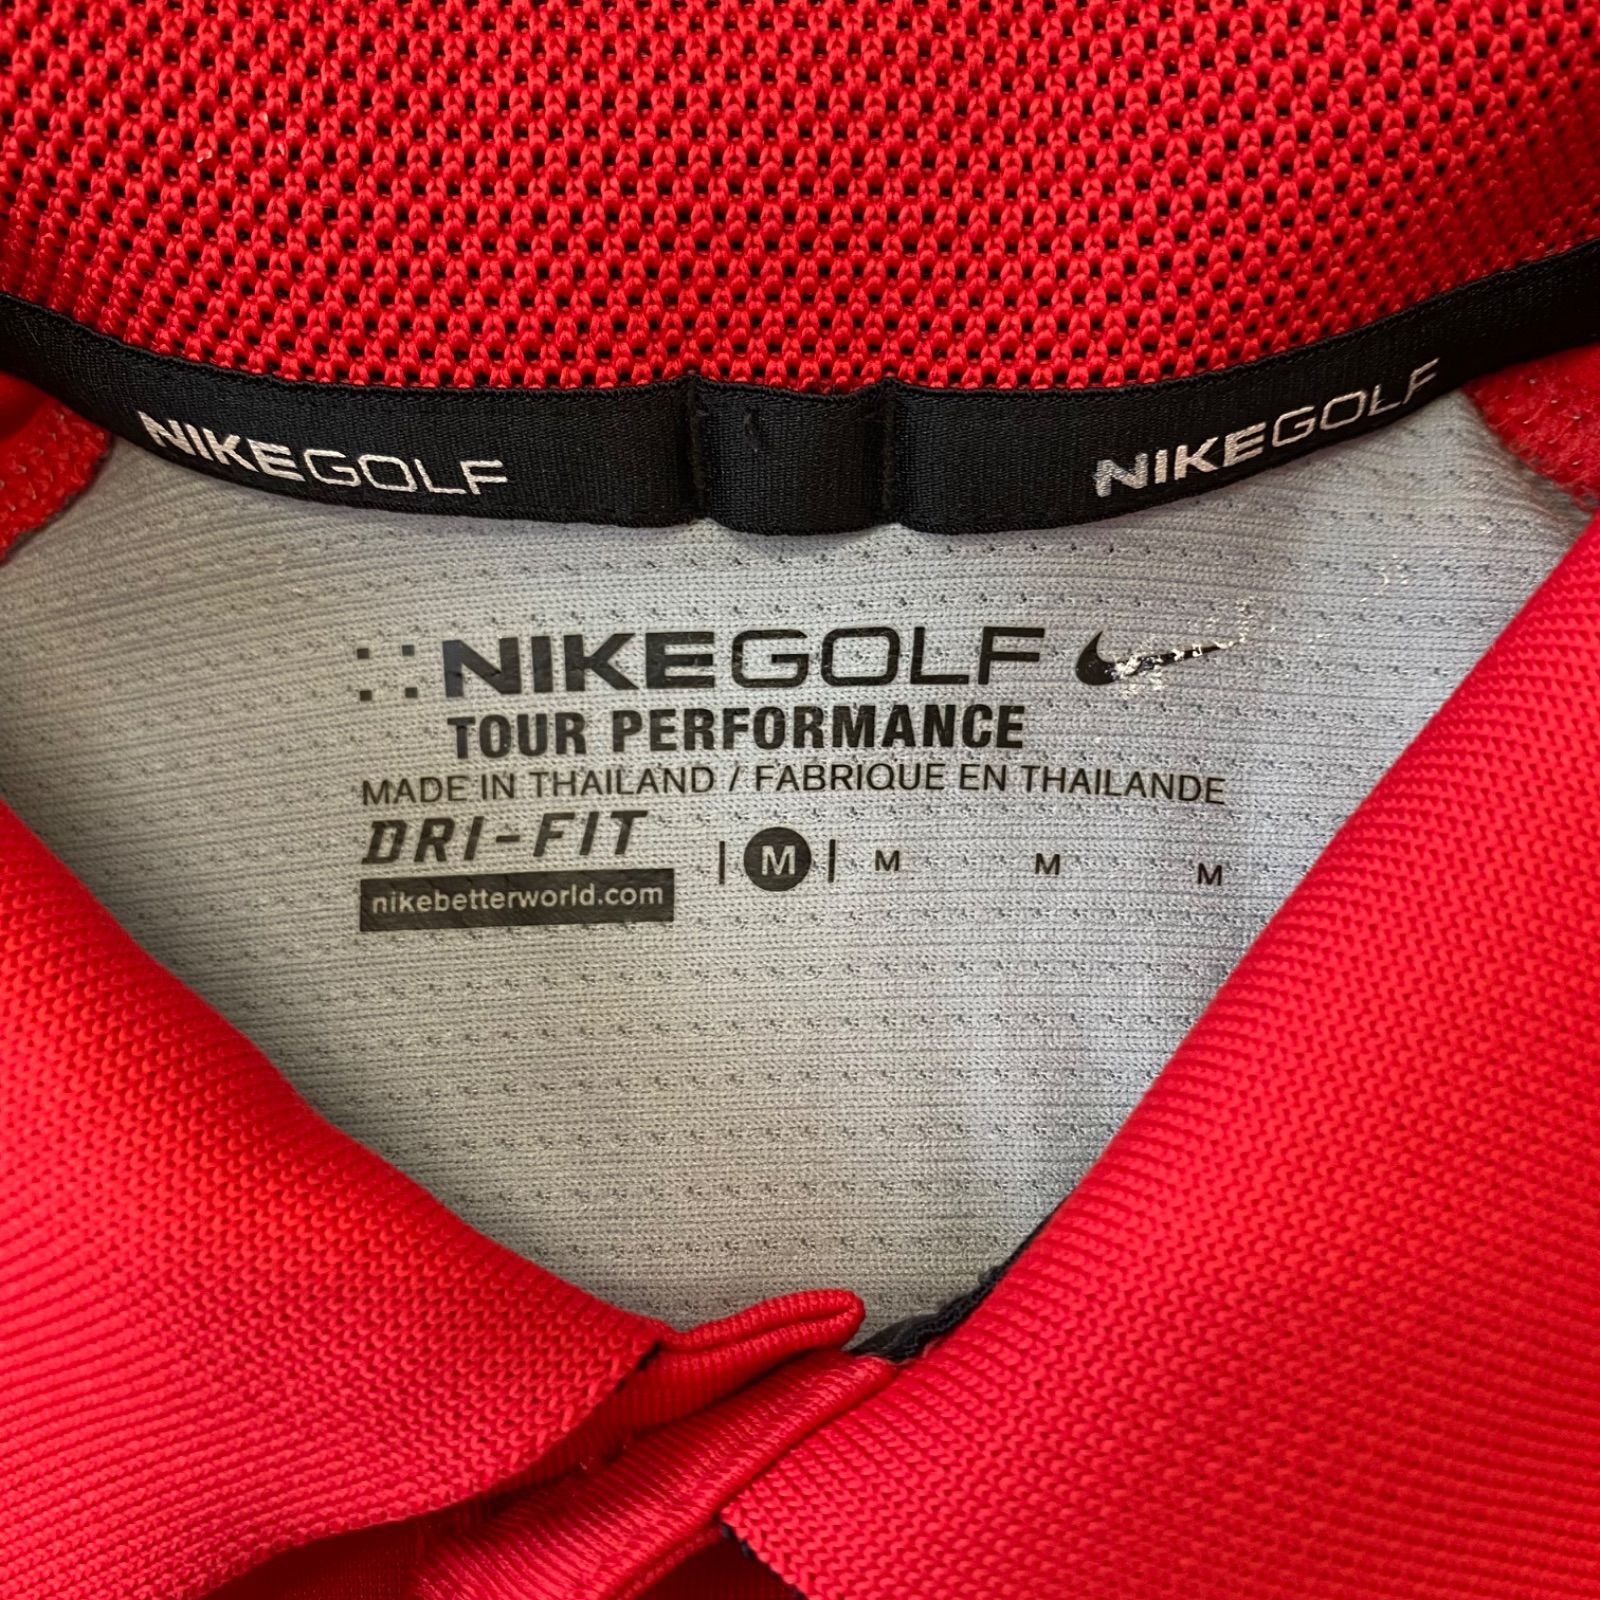 NIKEGOLF NIKEGOLF
NIKEGOLF
TOUR PERFORMANCE
MADE IN THAILAND / FABRIQUE EN THAILANDE
DRI-FIT
| M | M M M
nikebetterworld.com